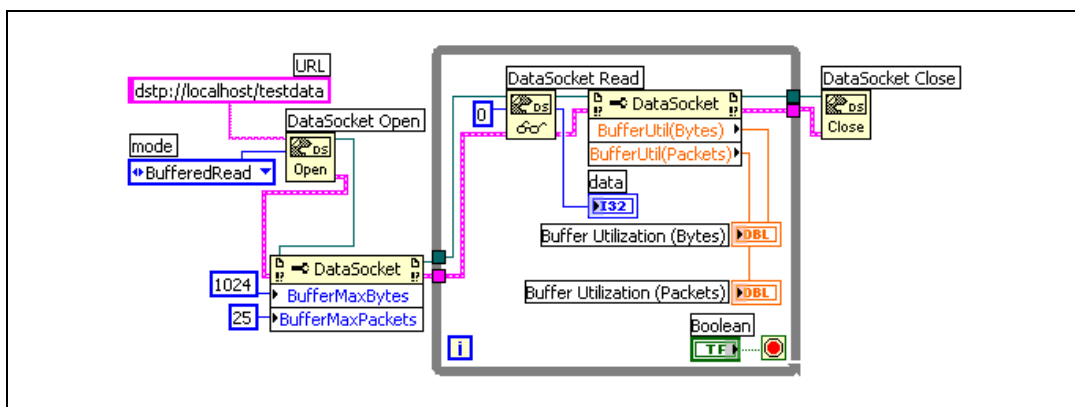 URL
dstp://localhost/testdata
DataSocket Open
DS
Open
mode
BufferedRead
DataSocket
1024
BufferMaxBytes
25
BufferMaxPackets
DataSocket Read
0
DS
DataSocket
BufferUtil(Bytes)
BufferUtil(Packets)
data
I32
Buffer Utilization (Bytes)
DBL
Buffer Utilization (Packets)
DBL
Boolean
TF
i
DataSocket Close
DS
Close